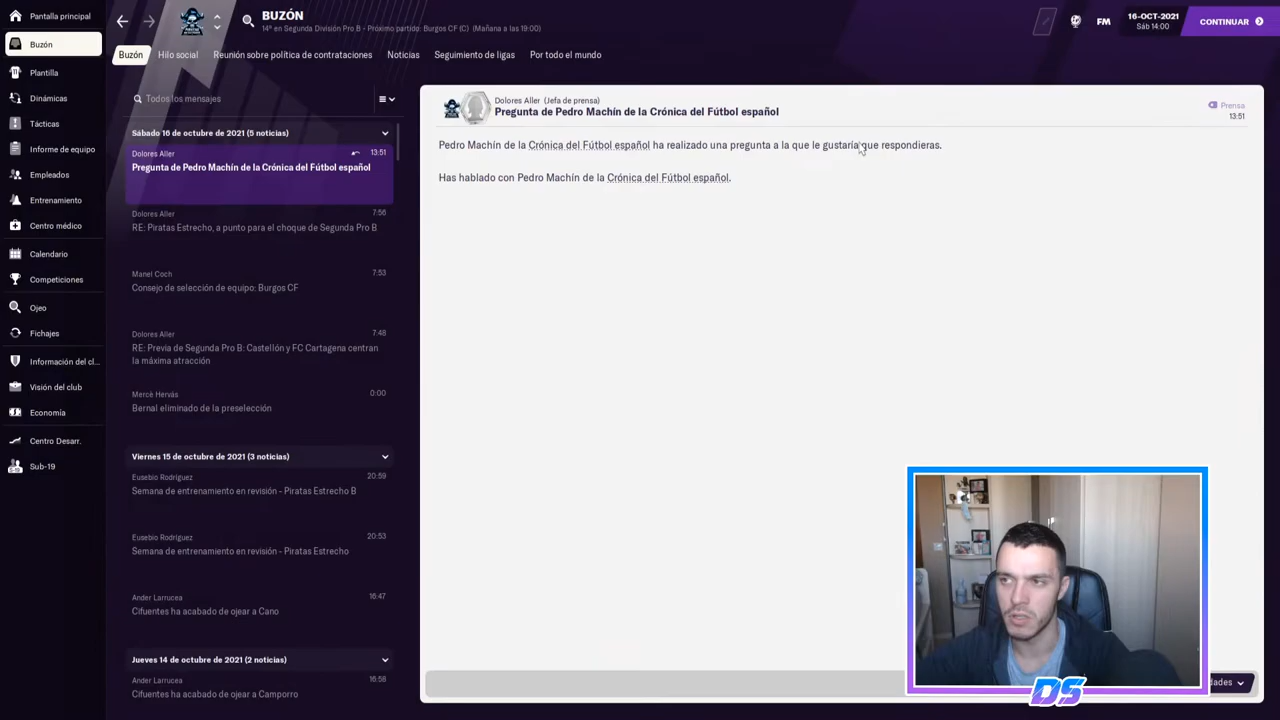 Pantalla principal
Buzón
Plantilla
Dinámicas
Tácticas
Informe de equipo
Empleados
Entrenamiento
Centro médico
Calendario
Competiciones
Ojeo
Fichajes
Información del cl...
Visión del club
Economía
Centro Desarr.
Sub-19
BUZÓN
14º en Segunda División Pro B - Próximo partido: Burgos CF (C) (Mañana a las 19:00)
FM
16-OCT-2021
Sáb 14:00
CONTINUAR
Buzón
Hilo social
Reunión sobre política de contrataciones
Noticias
Seguimiento de ligas
Por todo el mundo
Todos los mensajes
Sábado 16 de octubre de 2021 (5 noticias)
Dolores Aller 13:51
Pregunta de Pedro Machín de la Crónica del Fútbol español
Dolores Aller 7:56
RE: Piratas Estrecho, a punto para el choque de Segunda Pro B
Manel Coch 7:53
Consejo de selección de equipo: Burgos CF
Dolores Aller 7:48
RE: Previa de Segunda Pro B: Castellón y FC Cartagena centran
la máxima atracción
Mercè Hervás 0:00
Bernal eliminado de la preselección
Viernes 15 de octubre de 2021 (3 noticias)
Eusebio Rodríguez 20:59
Semana de entrenamiento en revisión - Piratas Estrecho B
Eusebio Rodríguez 20:53
Semana de entrenamiento en revisión - Piratas Estrecho
Ander Larrucea 16:47
Cifuentes ha acabado de ojear a Cano
Jueves 14 de octubre de 2021 (2 noticias)
Ander Larrucea 16:58
Cifuentes ha acabado de ojear a Camporro
Dolores Aller (Jefa de prensa)
Pregunta de Pedro Machín de la Crónica del Fútbol español
Prensa
13:51
Pedro Machín de la Crónica del Fútbol español ha realizado una pregunta a la que le gustaría que respondieras.
Has hablado con Pedro Machín de la Crónica del Fútbol español.
dades
DS